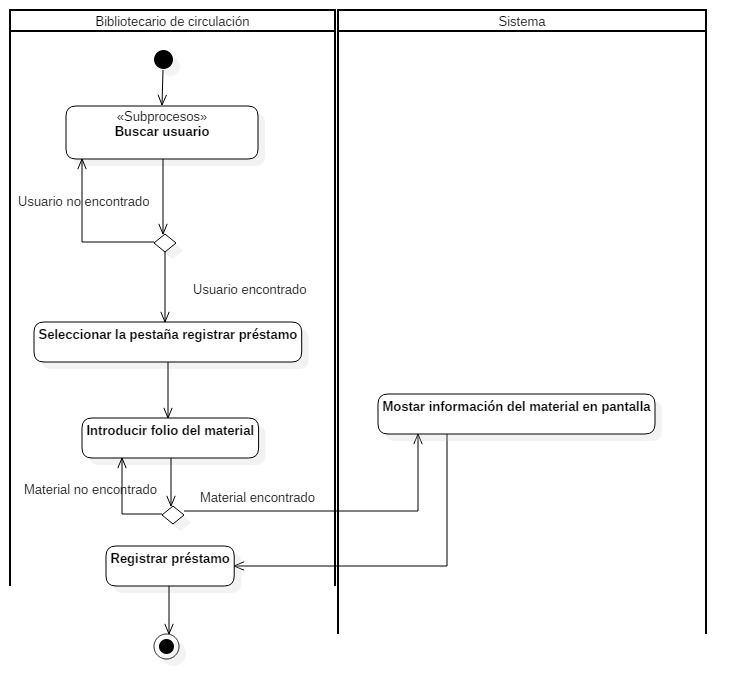 Bibliotecario de circulación
Sistema
«Subprocesos»
Buscar usuario
Usuario no encontrado
Usuario encontrado
Seleccionar la pestaña registrar préstamo
Mostar información del material en pantalla
Introducir folio del material
Material no encontrado
Material encontrado
Registrar préstamo